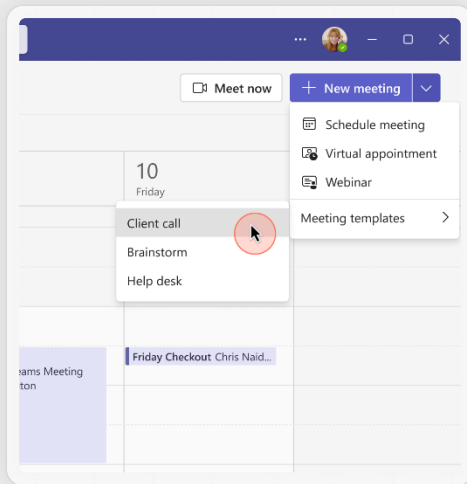 Meet now
New meeting
Schedule meeting
Virtual appointment
Webinar
Meeting templates
10
Friday
Client call
Brainstorm
Help desk
Friday Checkout Chris Naid...
eams Meeting
ton